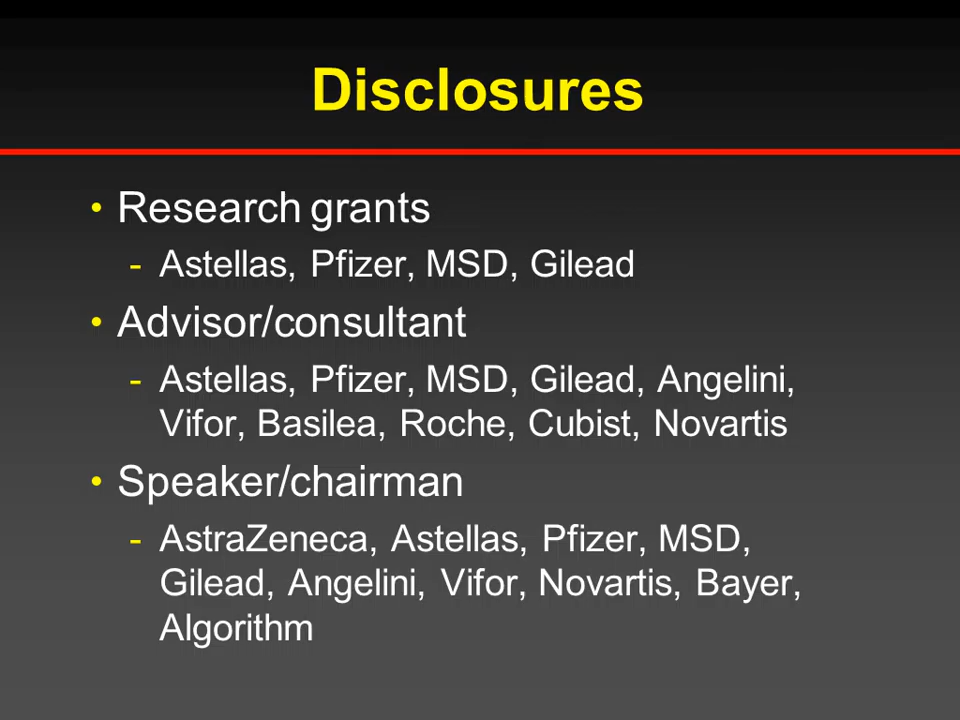 Disclosures
• Research grants
- Astellas, Pfizer, MSD, Gilead
• Advisor/consultant
- Astellas, Pfizer, MSD, Gilead, Angelini,
Vifor, Basilea, Roche, Cubist, Novartis
• Speaker/chairman
- AstraZeneca, Astellas, Pfizer, MSD,
Gilead, Angelini, Vifor, Novartis, Bayer,
Algorithm